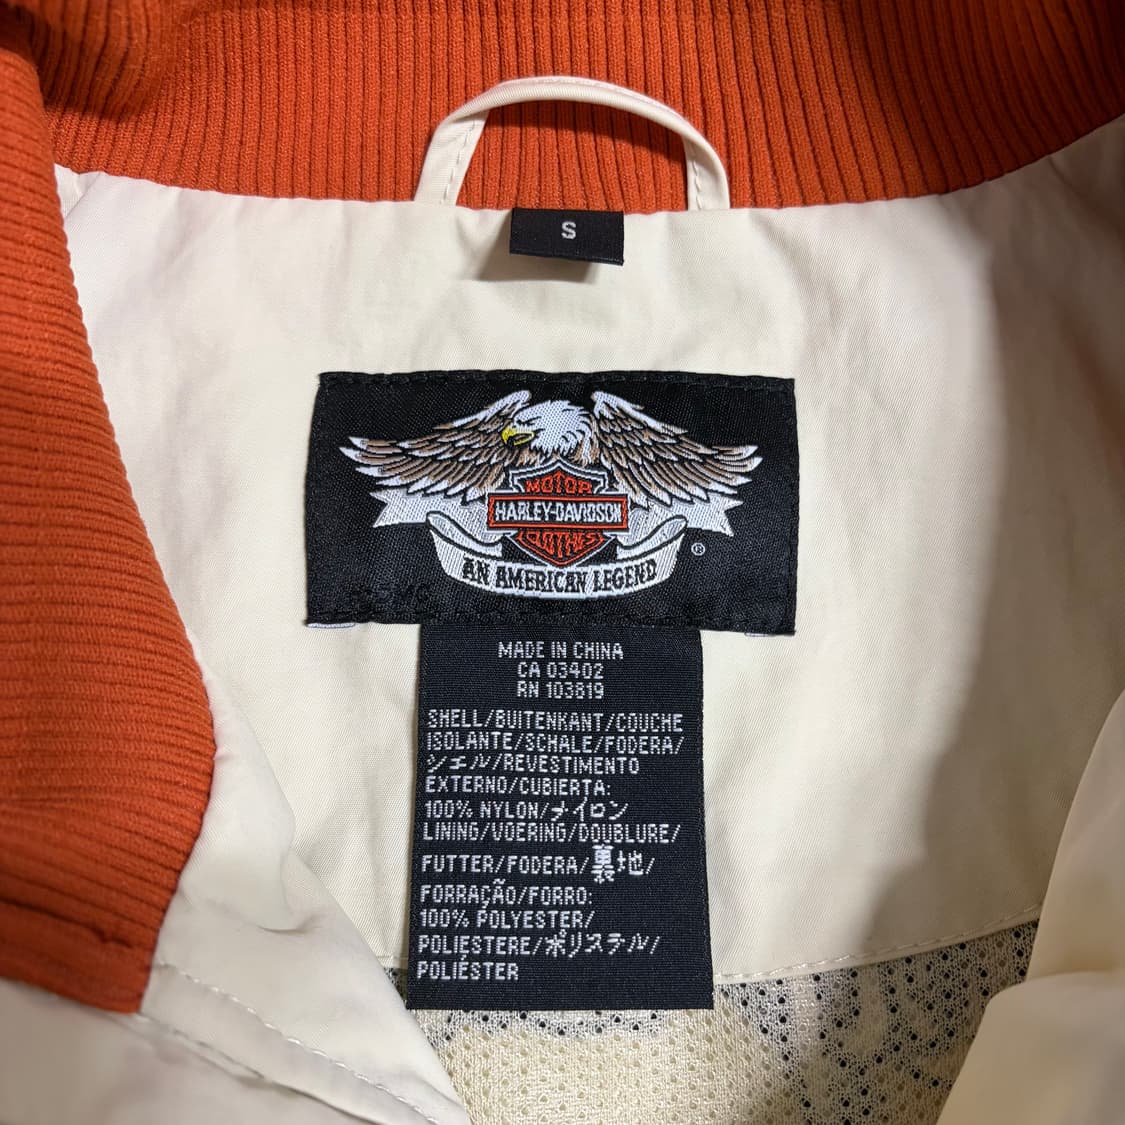 S
MOTOR
HARLEY-DAVIDSON
CLOTHES
AN AMERICAN LEGEND
®
MADE IN CHINA
CA 03402
RN 103819
SHELL/BUITENKANT/COUCHE
ISOLANTE/SCHALE/FODERA/
シェル/REVESTIMENTO
EXTERNO/CUBIERTA:
100% NYLON/ナイロン
LINING/VOERING/DOUBLURE/
FUTTER/FODERA/裏地/
FORRAÇÃO/FORRO:
100% POLYESTER/
POLIESTERE/ポリステル/
POLIÉSTER